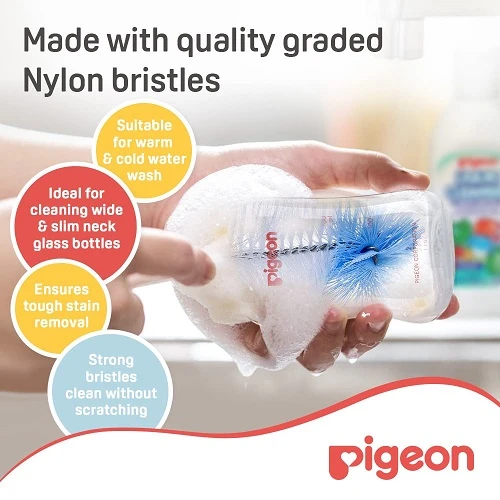 Made with quality graded
Nylon bristles
Suitable
for warm
& cold water
wash
Ideal for
cleaning wide
& slim neck
glass bottles
Ensures
tough stain
removal
Strong
bristles
clean without
scratching
pigeon
pigeon